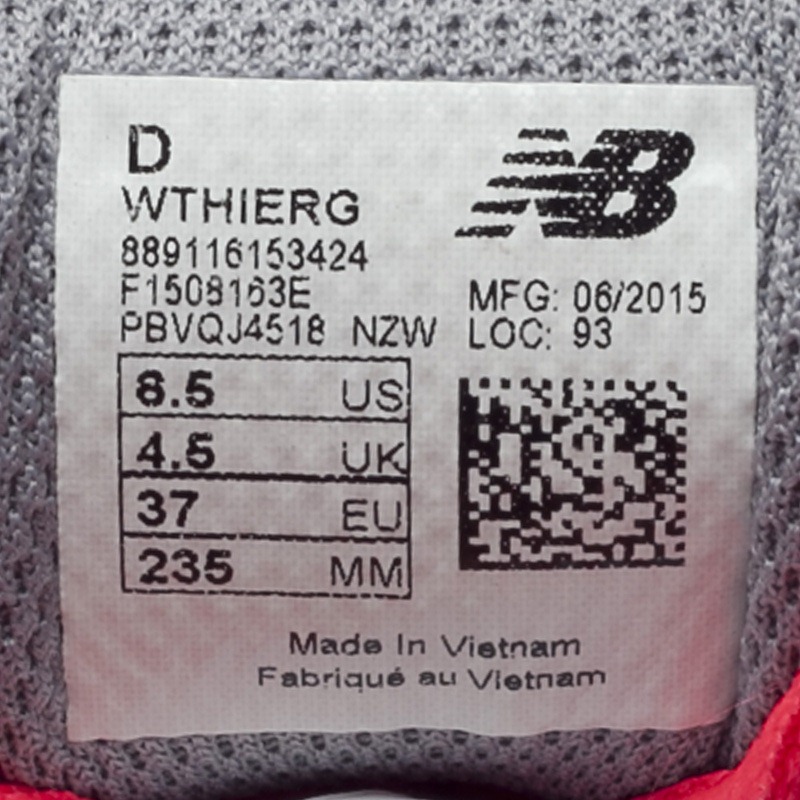 D
WTHIERG
889116153424
F1508163E
PBVQJ4518 NZW
NB
MFG: 06/2015
LOC: 93
6.5 US
4.5 UK
37 EU
235 MM
Made In Vietnam
Fabriqué au Vietnam